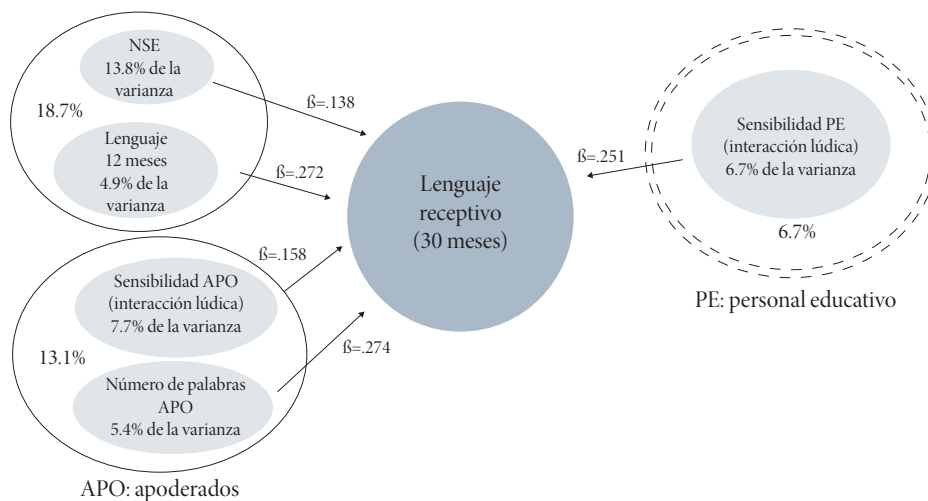 NSE
13.8% de la
varianza
18.7%
Lenguaje
12 meses
4.9% de la
varianza
ß=.138
ß=.272
Lenguaje
receptivo
(30 meses)
ß=.251
Sensibilidad PE
(interacción lúdica)
6.7% de la varianza
6.7%
PE: personal educativo
ß=.158
Sensibilidad APO
(interacción lúdica)
7.7% de la varianza
13.1%
ß=.274
Número de palabras
APO
5.4% de la varianza
APO: apoderados